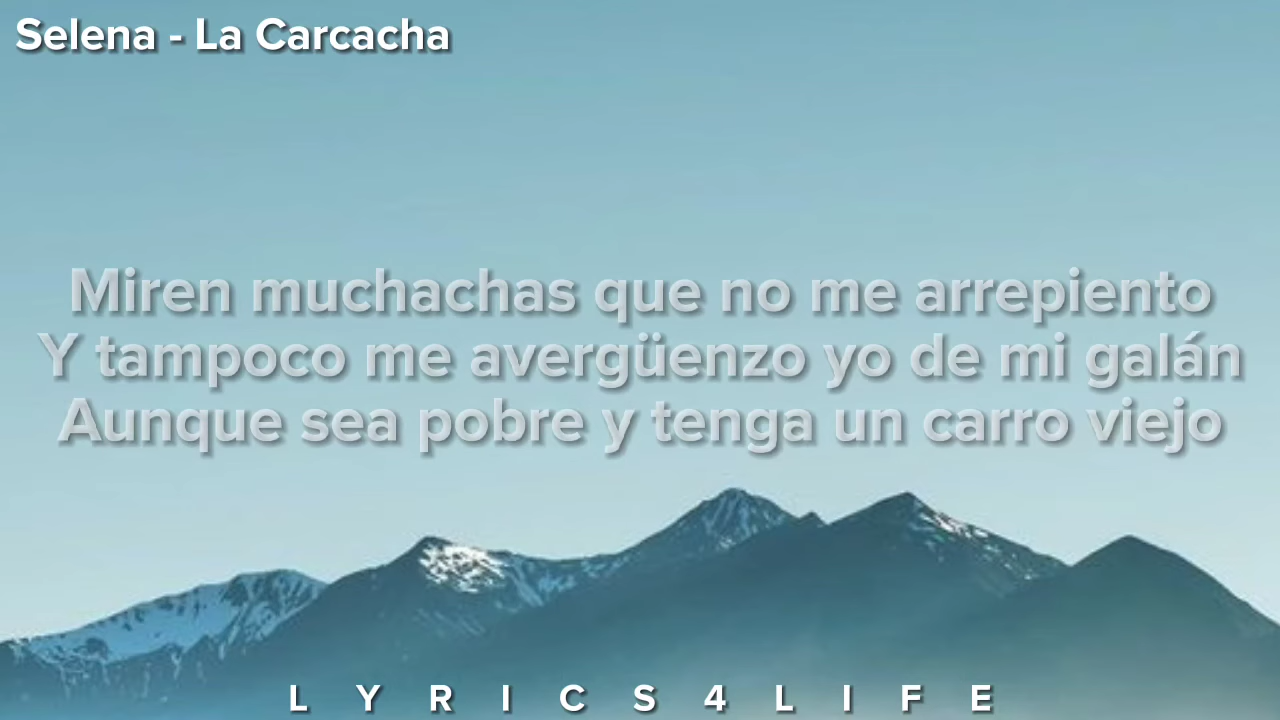 Selena - La Carcacha
Miren muchachas que no me arrepiento
Y tampoco me avergüenzo yo de mi galán
Aunque sea pobre y tenga un carro viejo
LYRICS4LIFE